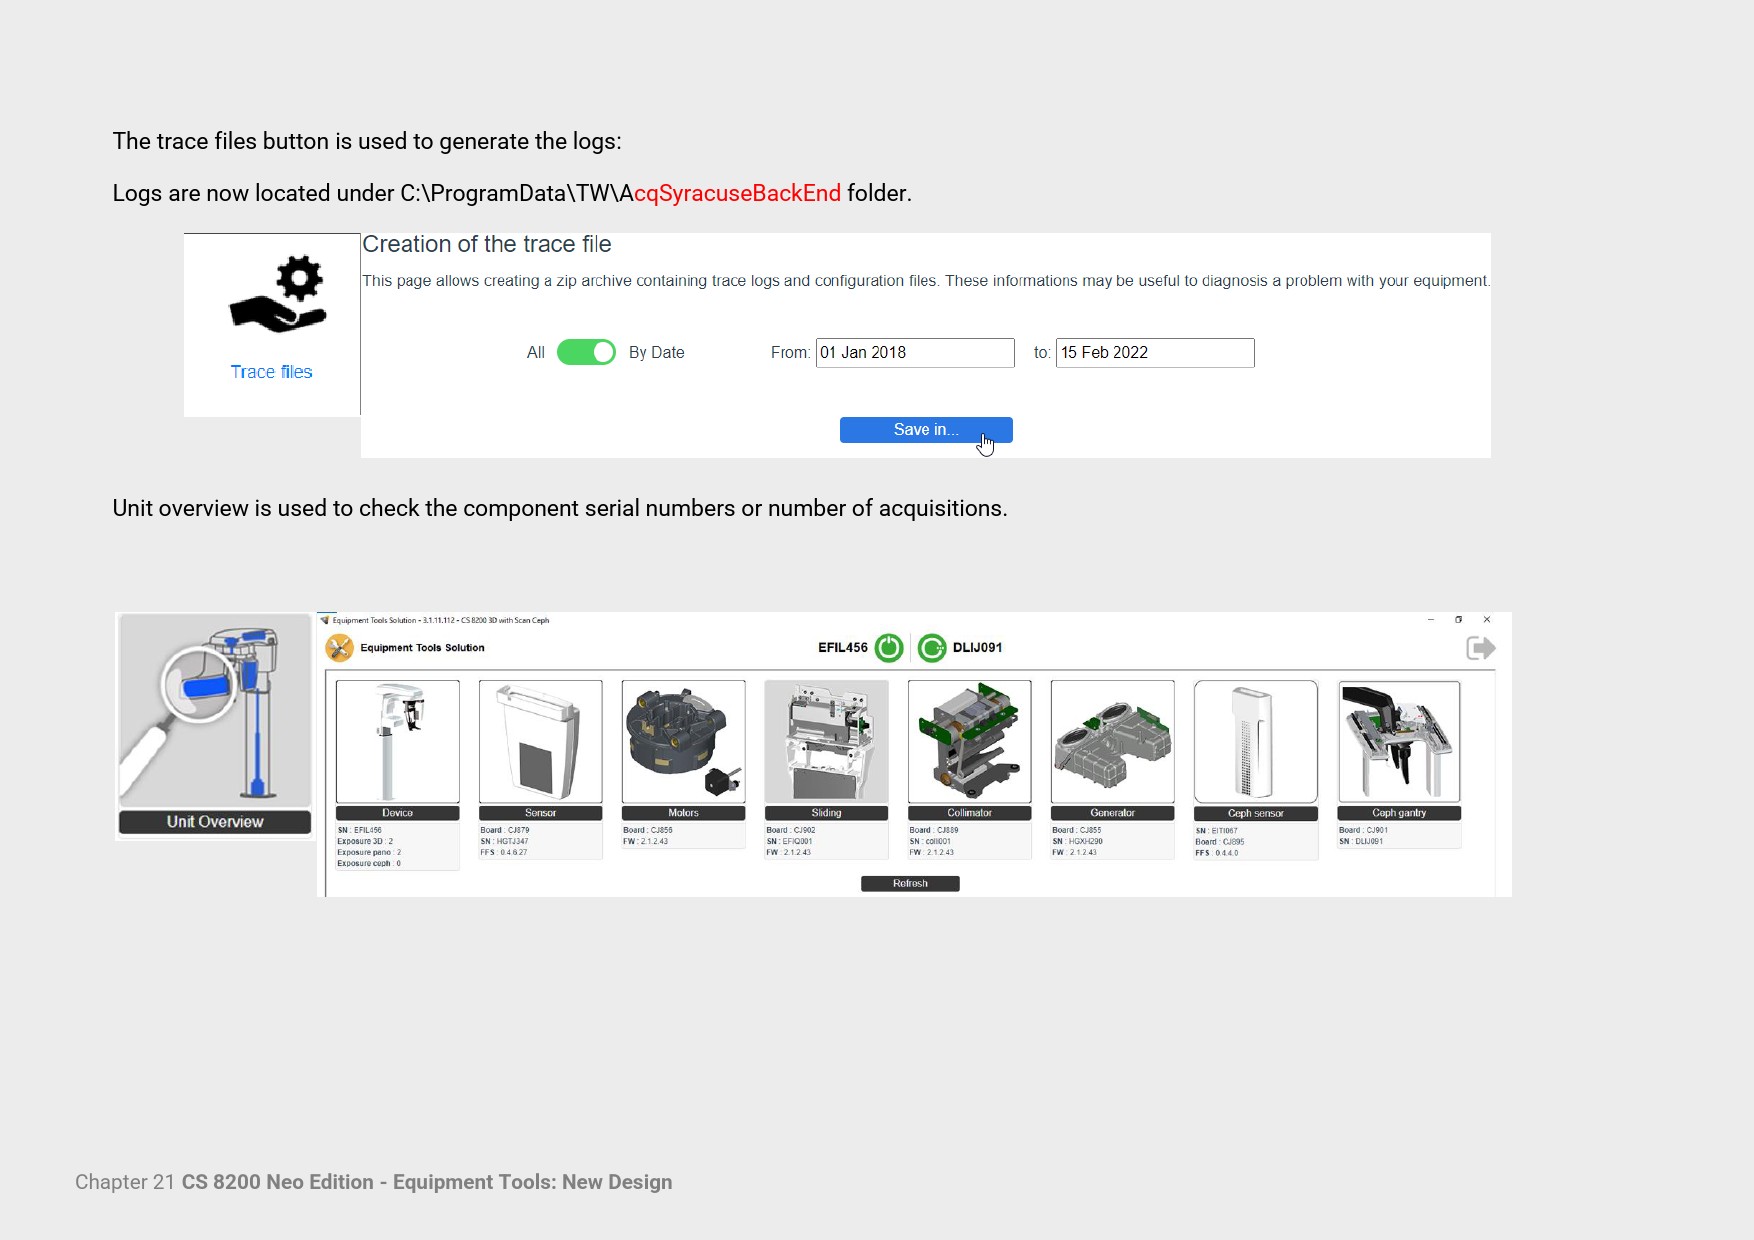 The trace files button is used to generate the logs:
Logs are now located under C:\ProgramData\TW\AcqSyracuseBackEnd folder.
Trace files
Creation of the trace file
This page allows creating a zip archive containing trace logs and configuration files. These informations may be useful to diagnosis a problem with your equipment.
All By Date From: 01 Jan 2018 to: 15 Feb 2022
Save in...
Unit overview is used to check the component serial numbers or number of acquisitions.
Unit Overview
Equipment Tools Solution - 3.1.11.112 - CS 8200 3D with Scan Ceph
Equipment Tools Solution EFIL456 DLIJ091
Device
SN : EFIL456
Exposure 3D : 2
Exposure pano : 2
Exposure ceph : 0
Sensor
Board : CJ879
SN : HGTJ347
FFS : 0.4.6.27
Motors
Board : CJ856
FW : 2.1.2.43
Sliding
Board : CJ902
SN : EFIQ001
FW : 2.1.2.43
Collimator
Board : CJ889
SN : coll001
FW : 2.1.2.43
Generator
Board : CJ855
SN : HGXH290
FW : 2.1.2.43
Ceph sensor
SN : EITI067
Board : CJ895
FFS : 0.4.4.0
Ceph gantry
Board : CJ901
SN : DLIJ091
Refresh
Chapter 21 CS 8200 Neo Edition - Equipment Tools: New Design